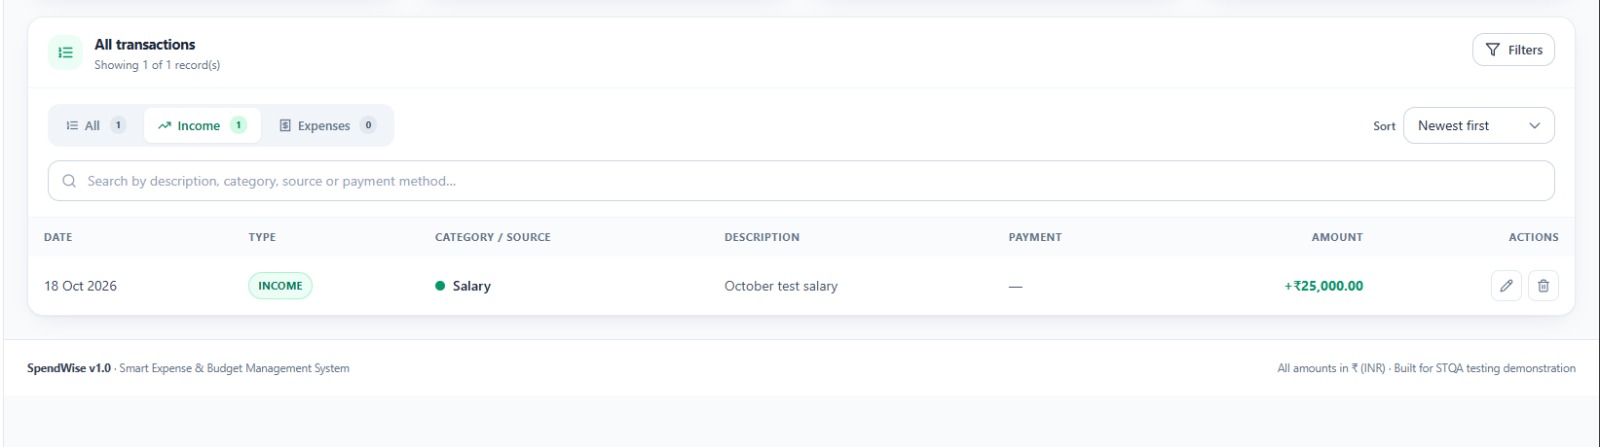 All transactions
Showing 1 of 1 record(s)
Filters
All 1 Income 1 Expenses 0
Sort Newest first
Search by description, category, source or payment method...
DATE TYPE CATEGORY / SOURCE DESCRIPTION PAYMENT AMOUNT ACTIONS
18 Oct 2026 INCOME Salary October test salary — +₹25,000.00
SpendWise v1.0 · Smart Expense & Budget Management System
All amounts in ₹ (INR) · Built for STQA testing demonstration